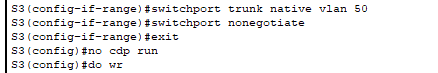 S3(config-if-range)#switchport trunk native vlan 50
S3(config-if-range)#switchport nonegotiate
S3(config-if-range)#exit
S3(config)#no cdp run
S3(config)#do wr